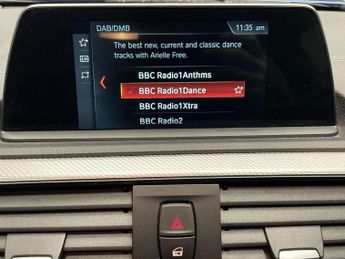 DAB/DMB
11:35 am
The best new, current and classic dance
tracks with Arielle Free.
BBC Radio1Anthms
BBC Radio1Dance
BBC Radio1Xtra
BBC Radio2